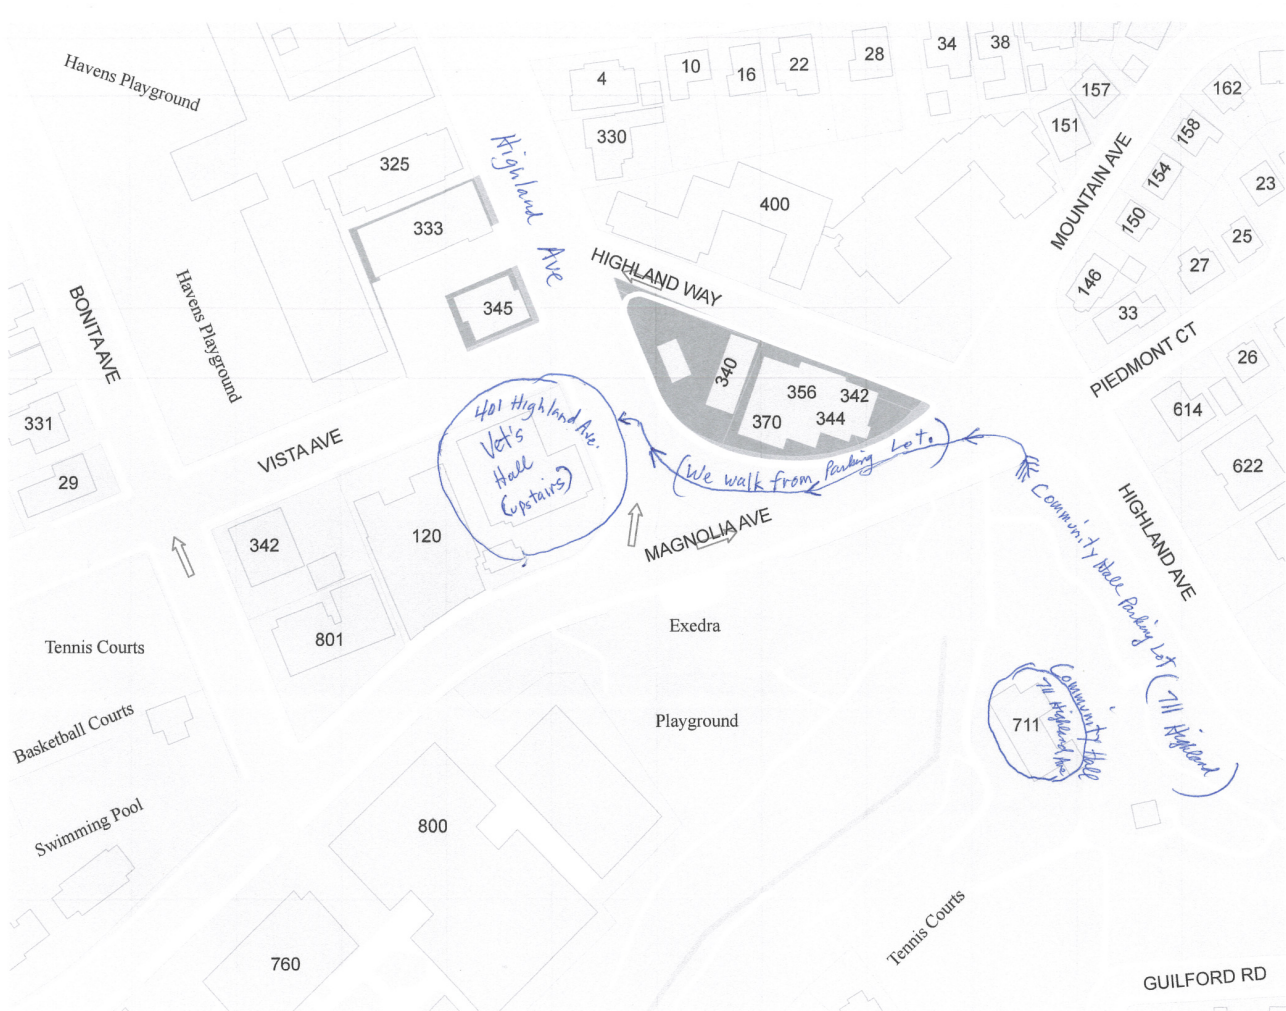 Havens Playground
4
10
16
22
28
34
38
157
162
151
158
330
325
Highland
Ave
333
400
154
MOUNTAIN AVE
23
150
25
HIGHLAND WAY
27
146
33
345
BONITA AVE
Havens Playground
PIEDMONT CT
26
340
356
342
370
344
614
331
401 Highland Ave.
Vet's
Hall
(upstairs)
VISTA AVE
(We walk from Parking Lot.)
622
29
Community Hall Parking Lot (711 Highland)
HIGHLAND AVE
342
120
MAGNOLIA AVE
801
Exedra
Tennis Courts
Community Hall
711 Highland Ave
711
Playground
Basketball Courts
Swimming Pool
800
Tennis Courts
760
GUILFORD RD